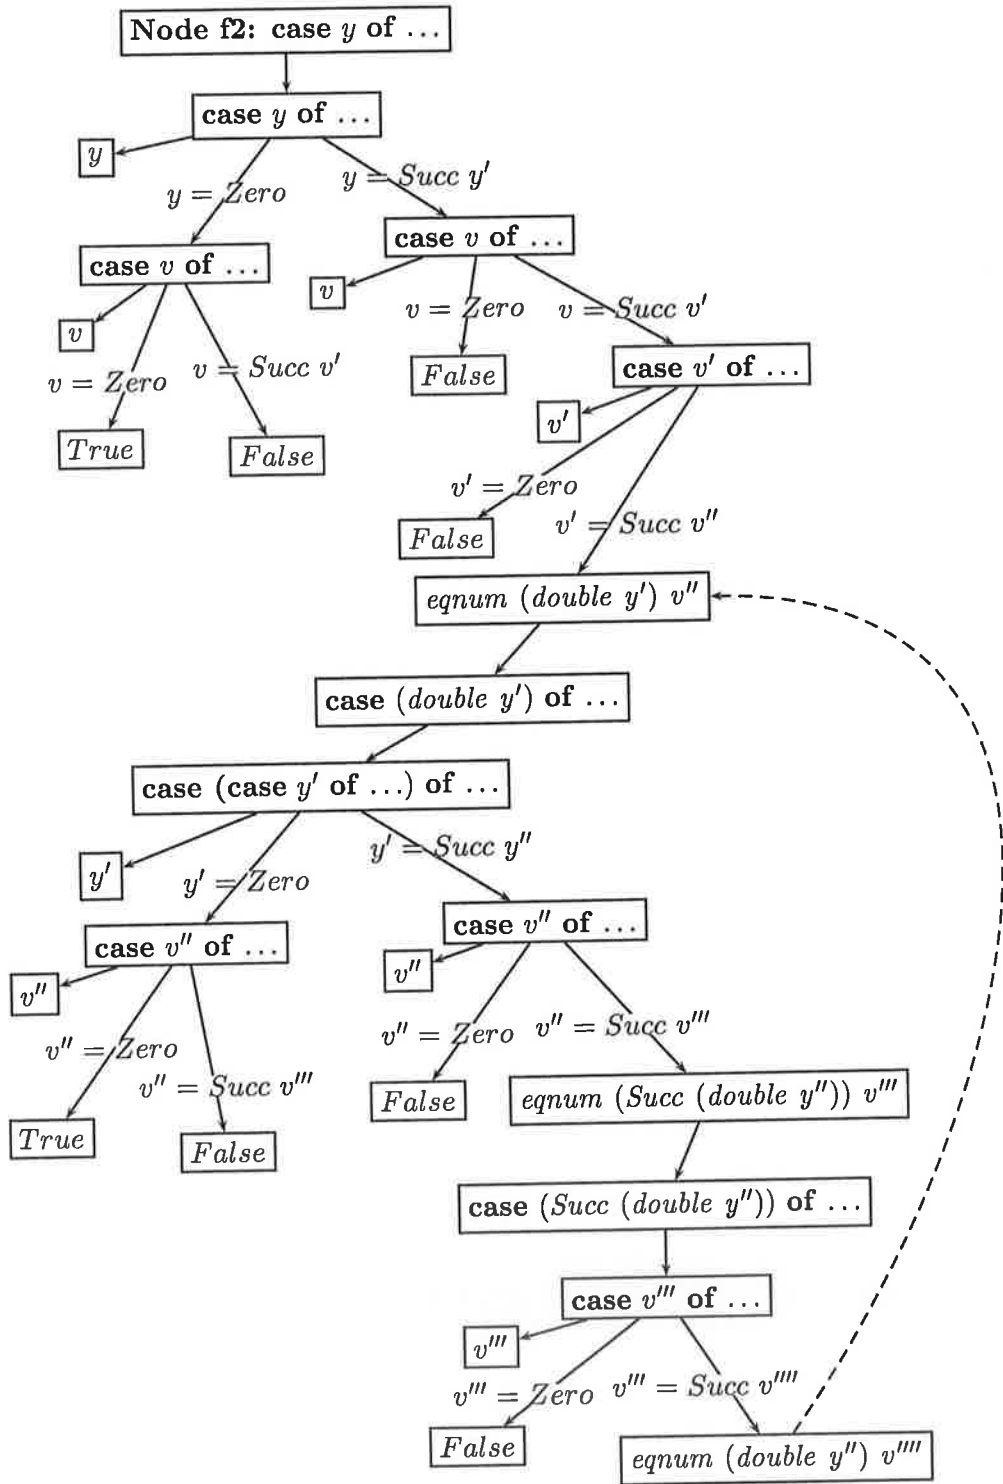 Node f2: case y of ...
case y of ...
y
y = Zero
y = Succ y′
case v of ...
case v of ...
v
v
v = Zero
v = Succ v′
v = Zero
v = Succ v′
False
case v′ of ...
v′
True
False
v′ = Zero
v′ = Succ v″
False
eqnum (double y′) v″
case (double y′) of ...
case (case y′ of ...) of ...
y′
y′ = Zero
y′ = Succ y″
case v″ of ...
case v″ of ...
v″
v″
v″ = Zero
v″ = Succ v‴
v″ = Zero
v″ = Succ v‴
True
False
False
eqnum (Succ (double y″)) v‴
case (Succ (double y″)) of ...
case v‴ of ...
v‴
v‴ = Zero
v‴ = Succ v⁗
False
eqnum (double y″) v⁗